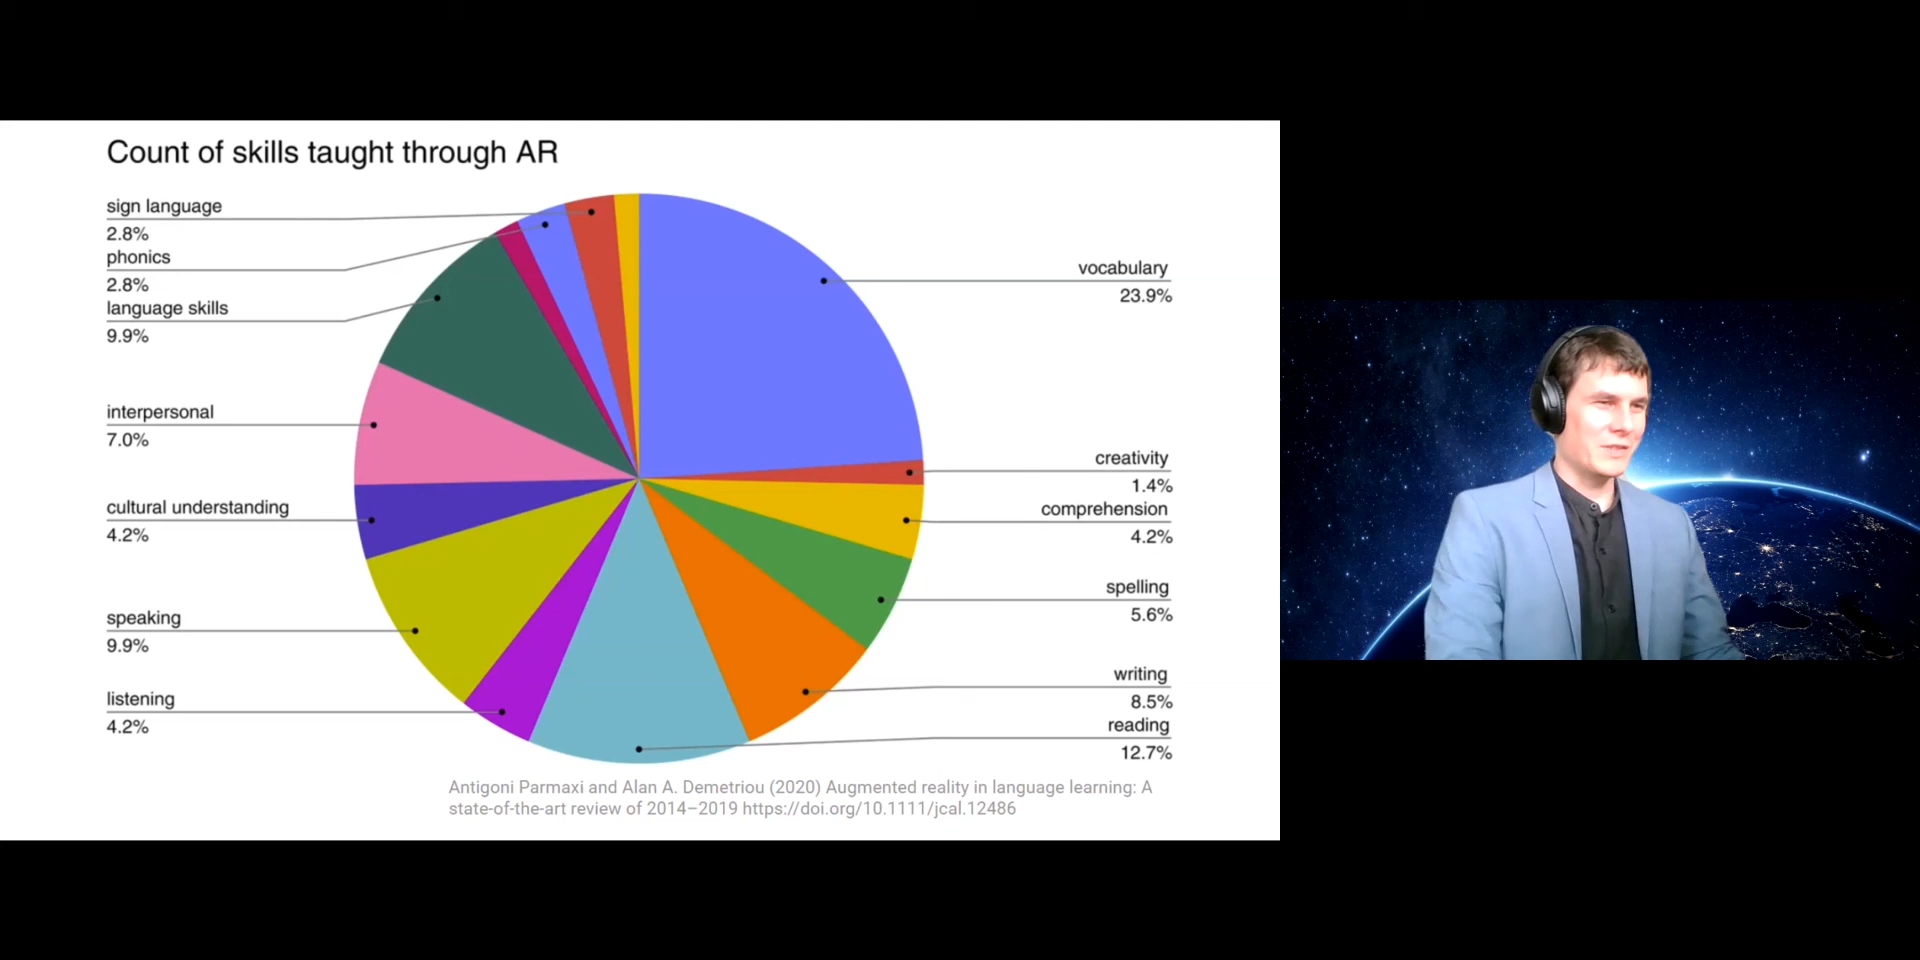 Count of skills taught through AR
sign language
2.8%
phonics
2.8%
language skills
9.9%
interpersonal
7.0%
cultural understanding
4.2%
speaking
9.9%
listening
4.2%
vocabulary
23.9%
creativity
1.4%
comprehension
4.2%
spelling
5.6%
writing
8.5%
reading
12.7%
Antigoni Parmaxi and Alan A. Demetriou (2020) Augmented reality in language learning: A
state-of-the-art review of 2014–2019 https://doi.org/10.1111/jcal.12486